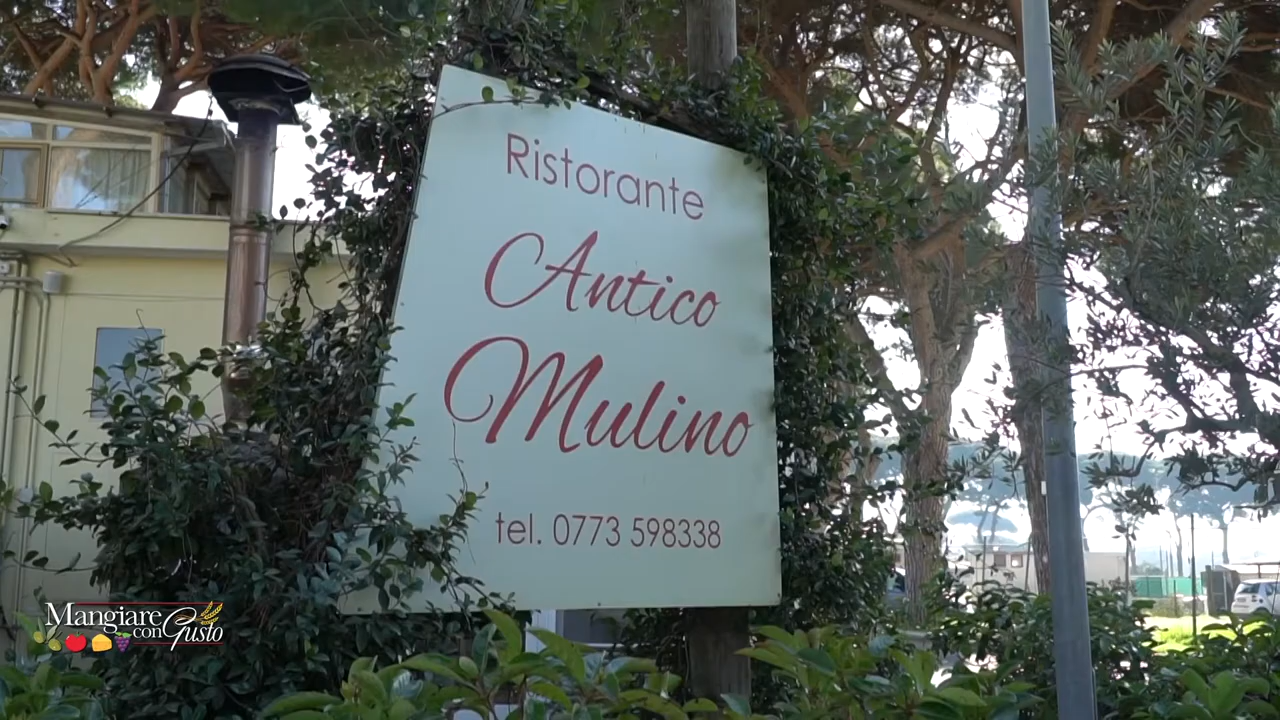 Ristorante
Antico
Mulino
tel. 0773 598338
Mangiare
con Gusto